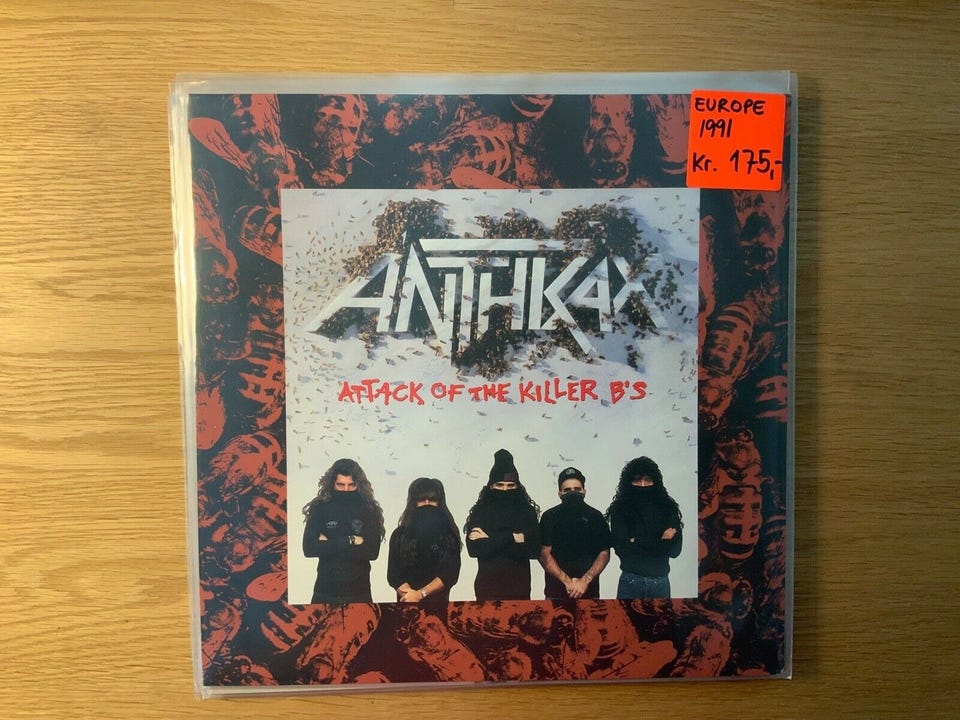 EUROPE
1991
Kr. 175,-
ANTHRAX
ATTACK OF THE KILLER B'S